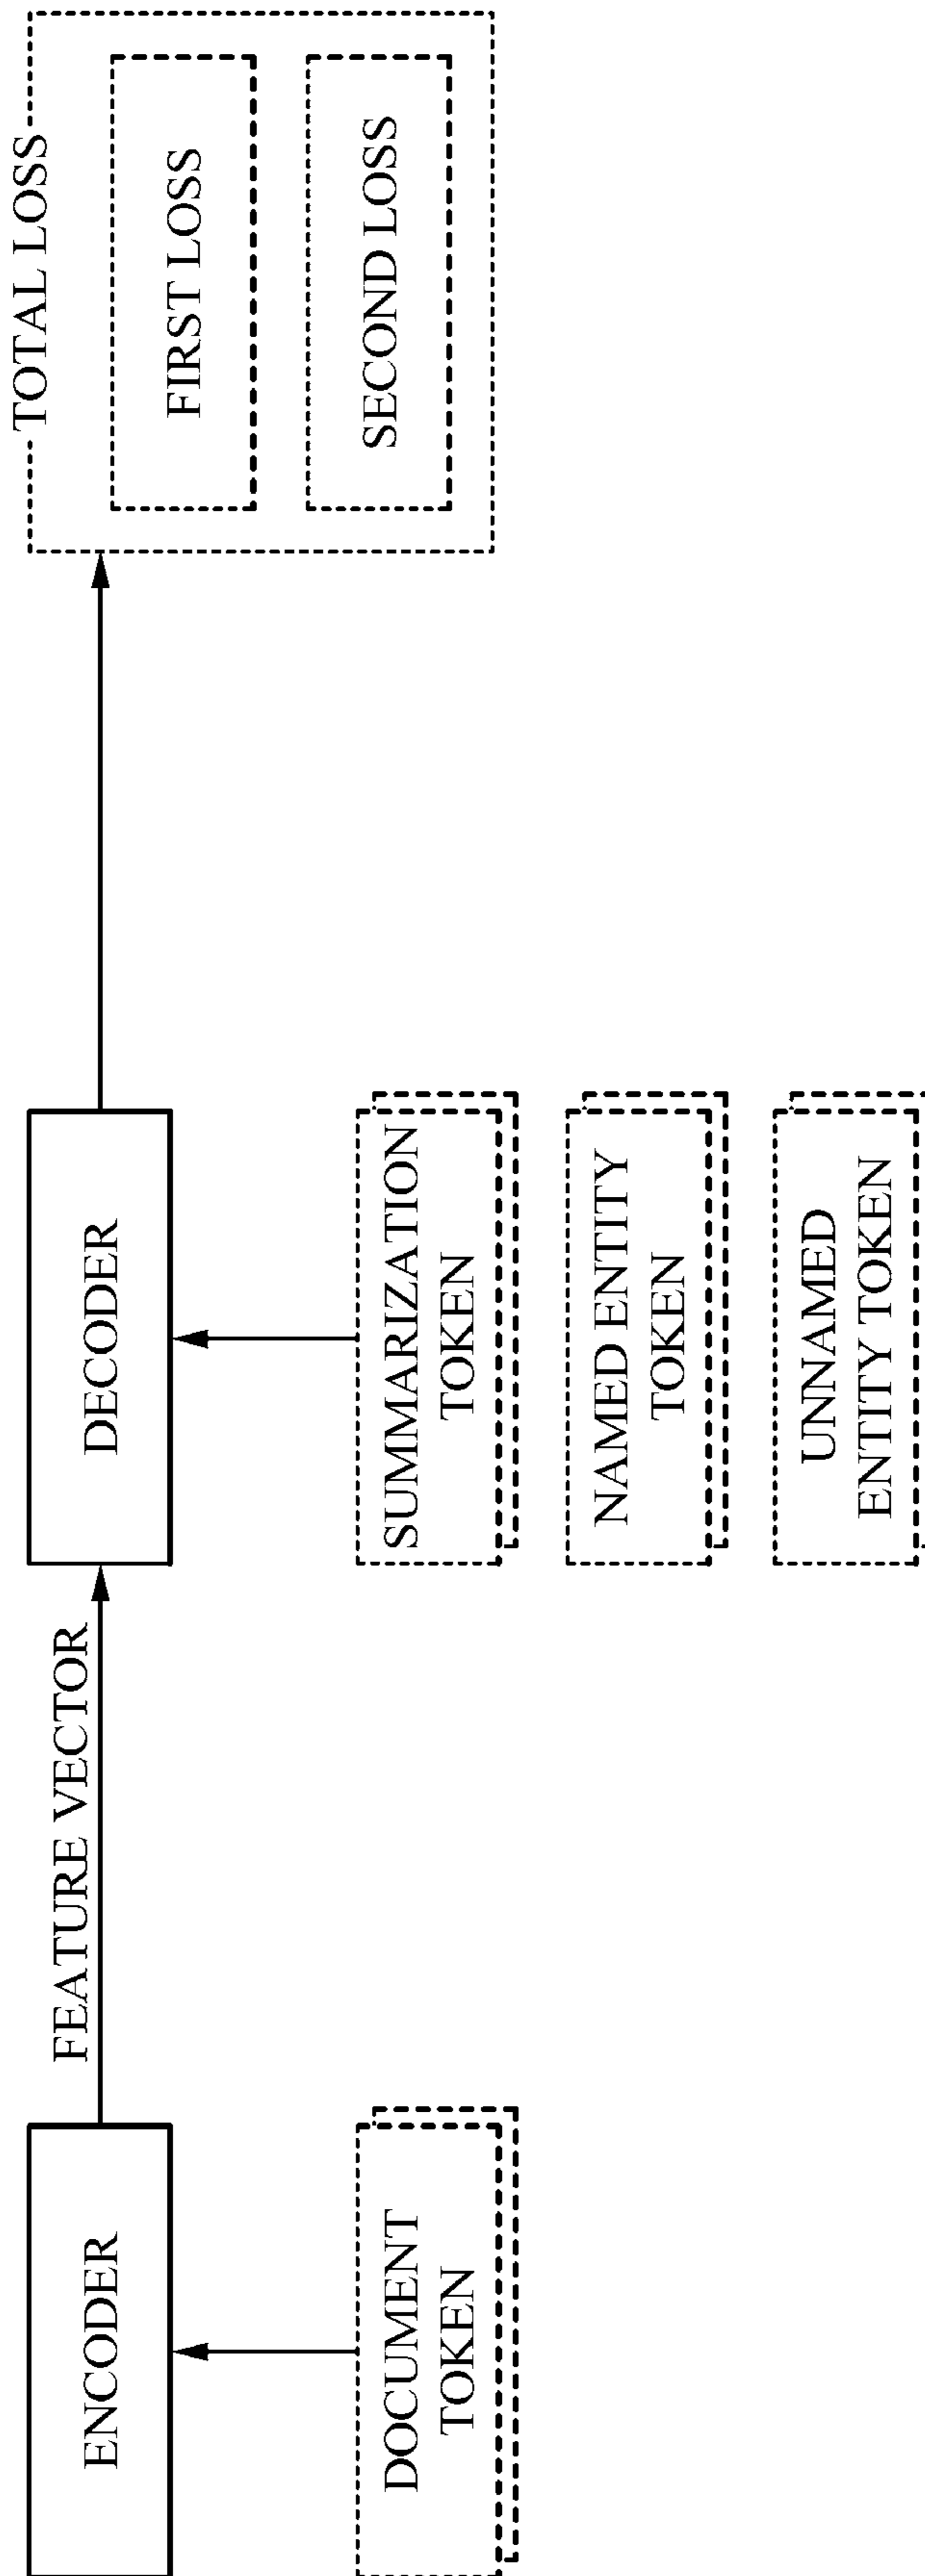 ENCODER
DOCUMENT
TOKEN
FEATURE VECTOR
DECODER
SUMMARIZATION
TOKEN
NAMED ENTITY
TOKEN
UNNAMED
ENTITY TOKEN
TOTAL LOSS
FIRST LOSS
SECOND LOSS